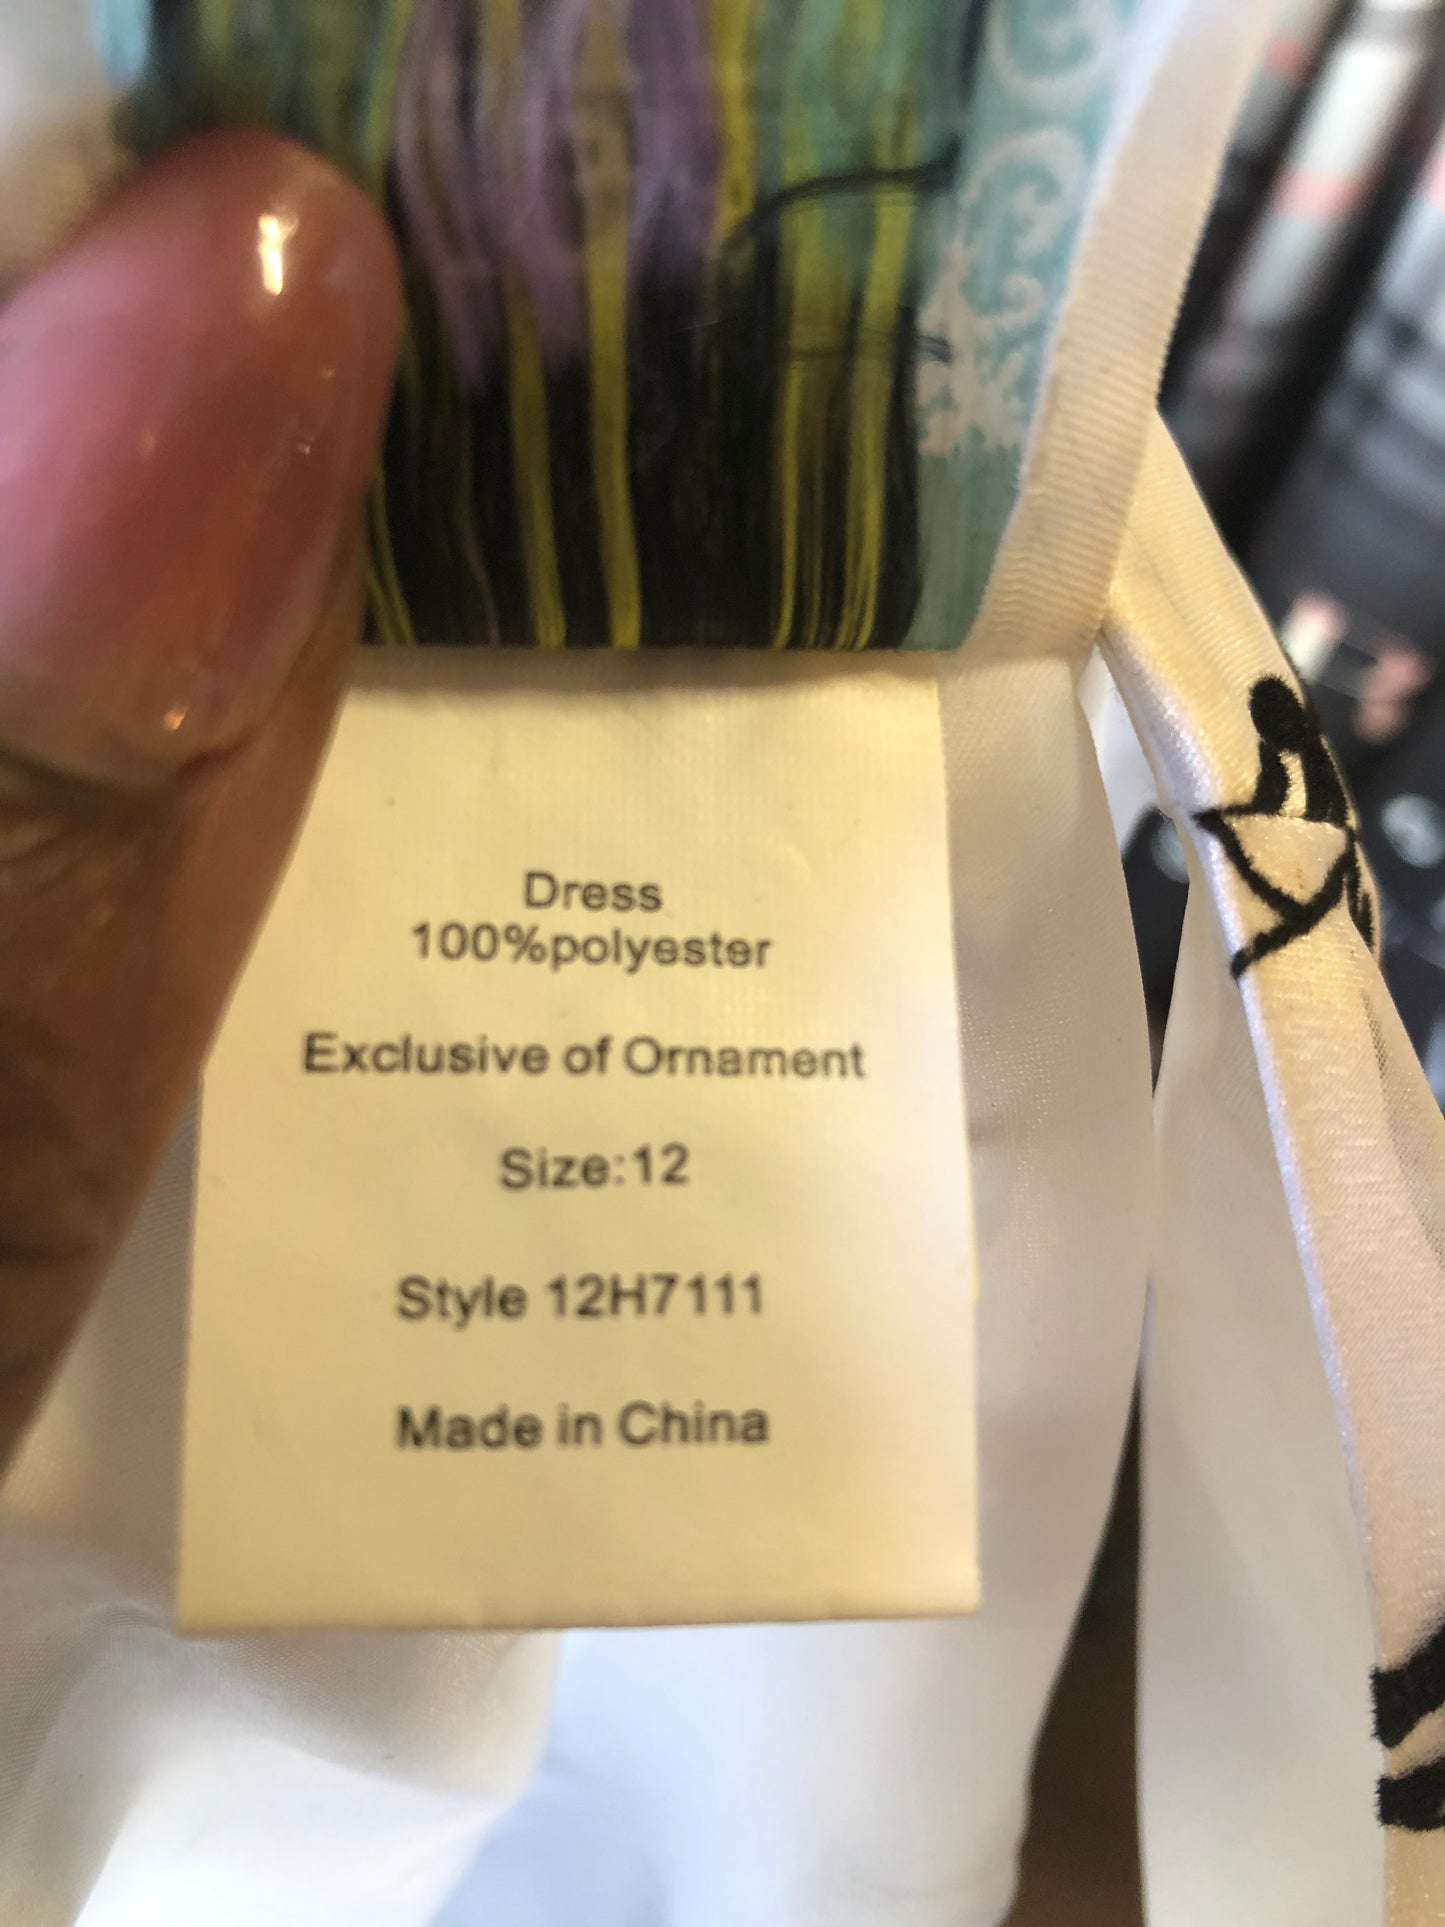 Dress
100%polyester
Exclusive of Ornament
Size:12
Style 12H7111
Made in China